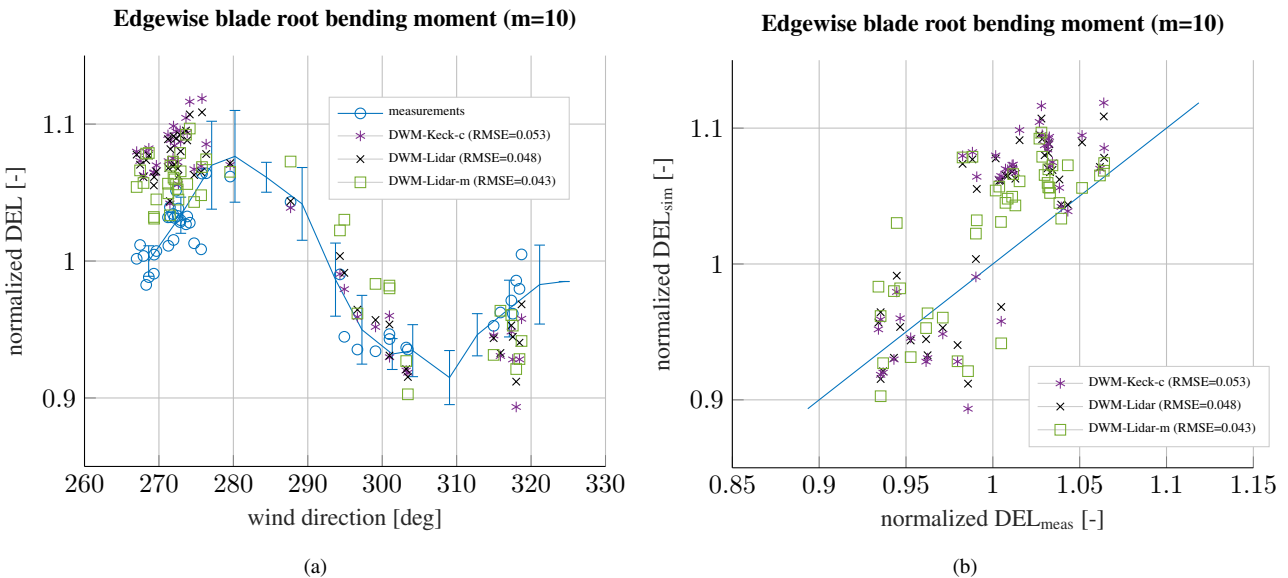 Edgewise blade root bending moment (m=10)
normalized DEL [-]
1.1
1
0.9
260
270
280
290
300
310
320
330
wind direction [deg]
measurements
DWM-Keck-c (RMSE=0.053)
DWM-Lidar (RMSE=0.048)
DWM-Lidar-m (RMSE=0.043)
(a)
Edgewise blade root bending moment (m=10)
normalized DELsim [-]
1.1
1
0.9
0.85
0.9
0.95
1
1.05
1.1
1.15
normalized DELmeas [-]
DWM-Keck-c (RMSE=0.053)
DWM-Lidar (RMSE=0.048)
DWM-Lidar-m (RMSE=0.043)
(b)